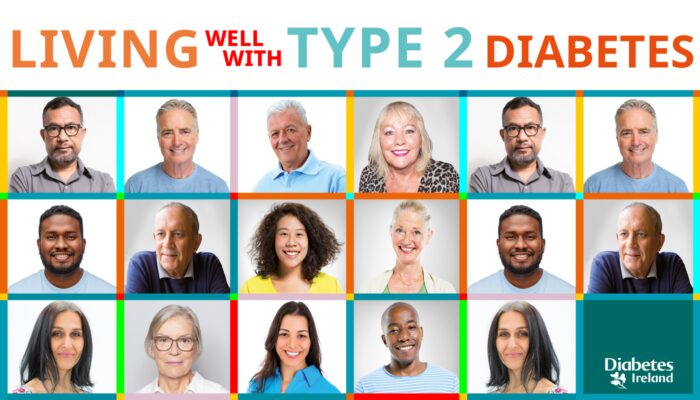 LIVING WELL WITH TYPE 2 DIABETES
Diabetes
Ireland